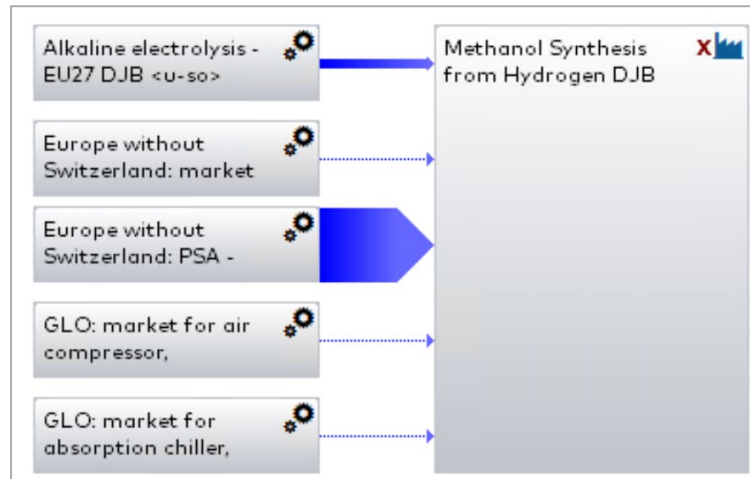 Alkaline electrolysis -
EU27 DJB <u-so>
Methanol Synthesis
from Hydrogen DJB
X
Europe without
Switzerland: market
Europe without
Switzerland: PSA -
GLO: market for air
compressor,
GLO: market for
absorption chiller,